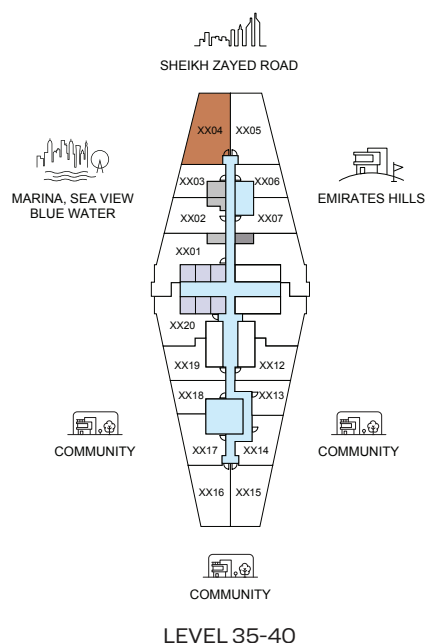 SHEIKH ZAYED ROAD
XX04
XX05
MARINA, SEA VIEW
BLUE WATER
EMIRATES HILLS
XX03
XX06
XX02
XX07
XX01
XX20
XX19
XX12
XX18
XX13
COMMUNITY
COMMUNITY
XX17
XX14
XX16
XX15
COMMUNITY
LEVEL 35-40